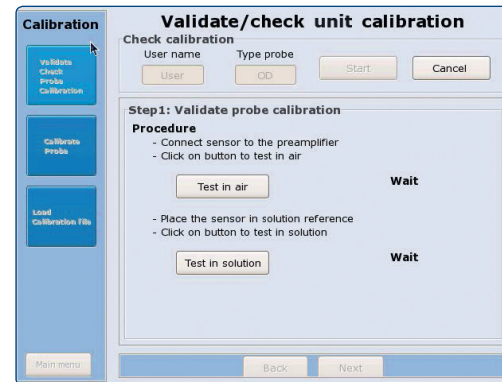 Calibration
Validate
Check
Probe
Calibration
Calibrate
Probe
Load
Calibration file
Main menu
Validate/check unit calibration
Check calibration
User name Type probe
User OD Start Cancel
Step1: Validate probe calibration
Procedure
- Connect sensor to the preamplifier
- Click on button to test in air
Test in air Wait
- Place the sensor in solution reference
- Click on button to test in solution
Test in solution Wait
Back Next